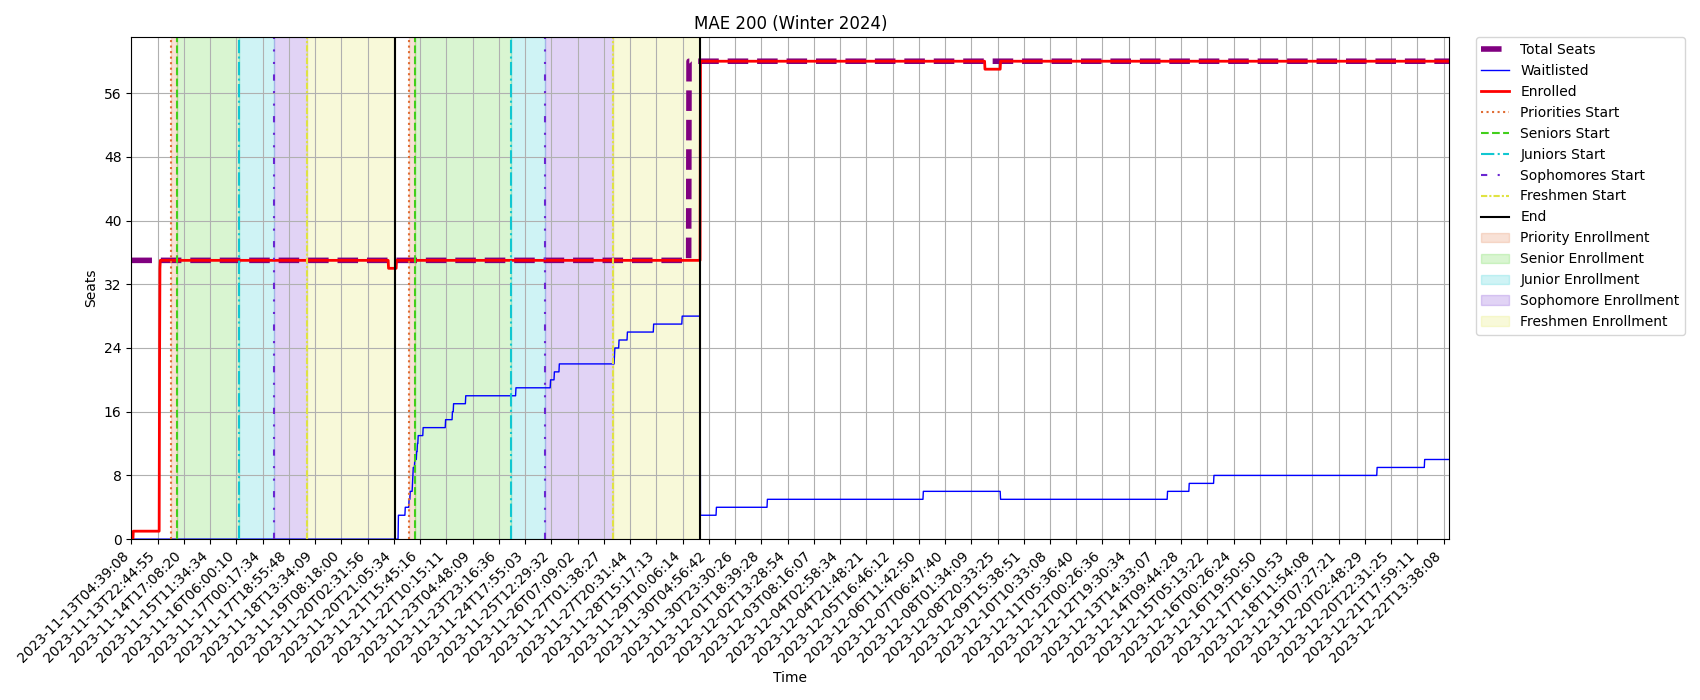 MAE 200 (Winter 2024)
Total Seats
Waitlisted
Enrolled
Priorities Start
Seniors Start
Juniors Start
Sophomores Start
Freshmen Start
End
Priority Enrollment
Senior Enrollment
Junior Enrollment
Sophomore Enrollment
Freshmen Enrollment
Seats
56
48
40
32
24
16
8
0
2023-11-13T04:39:08
2023-11-13T22:44:55
2023-11-14T17:08:20
2023-11-15T11:34:34
2023-11-16T06:00:10
2023-11-17T00:17:34
2023-11-17T18:55:48
2023-11-18T13:34:09
2023-11-19T08:18:00
2023-11-20T02:31:56
2023-11-20T21:05:34
2023-11-21T15:45:16
2023-11-22T10:15:11
2023-11-23T04:48:09
2023-11-23T23:16:36
2023-11-24T17:55:03
2023-11-25T12:29:32
2023-11-26T07:09:02
2023-11-27T01:38:27
2023-11-27T20:31:44
2023-11-28T15:17:13
2023-11-29T10:06:14
2023-11-30T04:56:42
2023-11-30T23:30:26
2023-12-01T18:39:28
2023-12-02T13:28:54
2023-12-03T08:16:07
2023-12-04T02:58:34
2023-12-04T21:48:21
2023-12-05T16:46:12
2023-12-06T11:42:50
2023-12-07T06:47:40
2023-12-08T01:34:09
2023-12-08T20:33:25
2023-12-09T15:38:51
2023-12-10T10:33:08
2023-12-11T05:36:40
2023-12-12T00:26:36
2023-12-12T19:30:34
2023-12-13T14:33:07
2023-12-14T09:44:28
2023-12-15T05:13:22
2023-12-16T00:26:24
2023-12-16T19:50:50
2023-12-17T16:10:53
2023-12-18T11:54:08
2023-12-19T07:27:21
2023-12-20T02:48:29
2023-12-20T22:31:25
2023-12-21T17:59:11
2023-12-22T13:38:08
Time